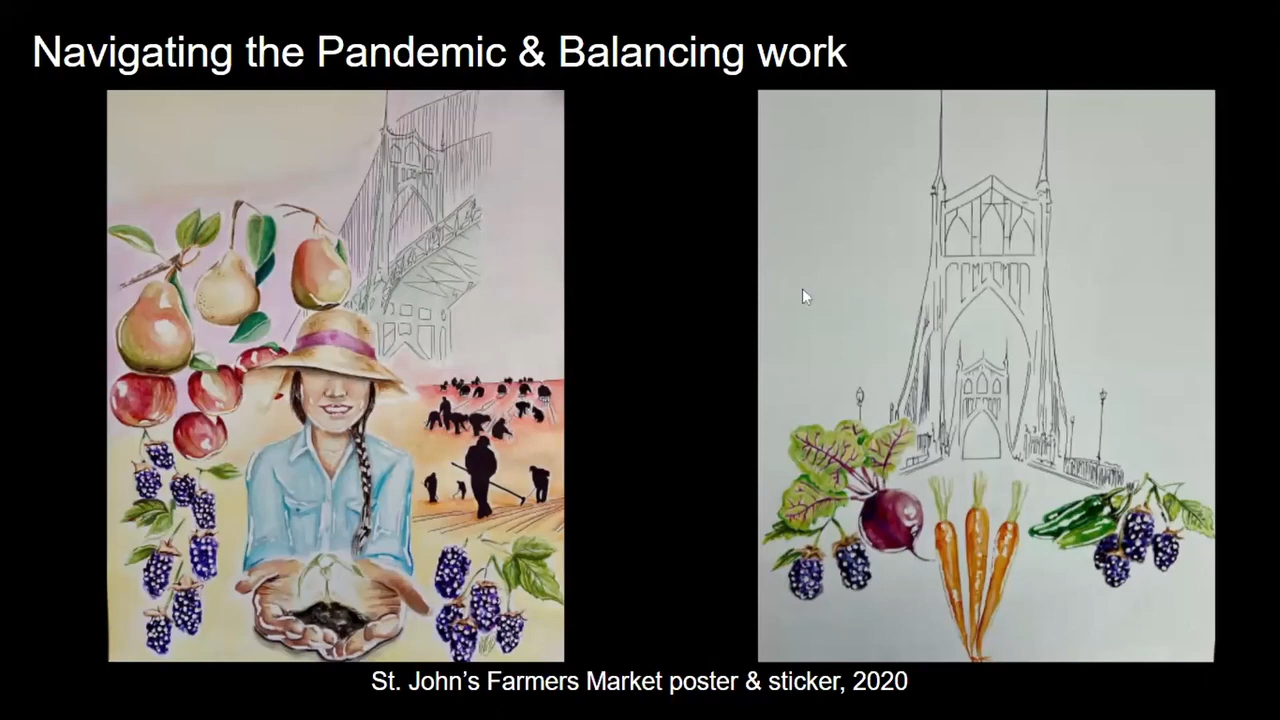 Navigating the Pandemic & Balancing work
St. John’s Farmers Market poster & sticker, 2020